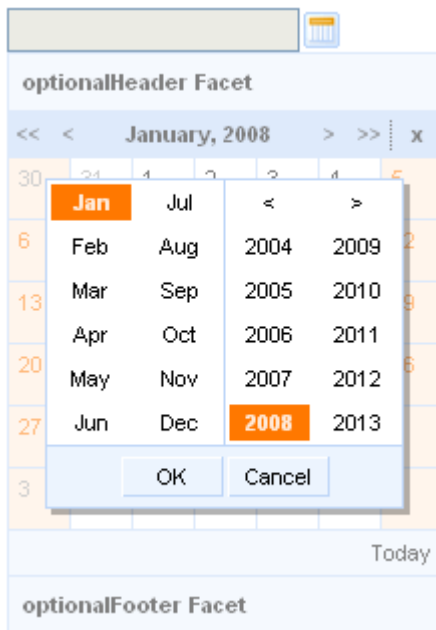 optionalHeader Facet
<< < January, 2008 > >> x
30 31 1 2 3 4 5
Jan Jul < >
6 Feb Aug 2004 2009 2
13 Mar Sep 2005 2010 9
Apr Oct 2006 2011
20 May Nov 2007 2012 6
27 Jun Dec 2008 2013
3 OK Cancel
Today
optionalFooter Facet